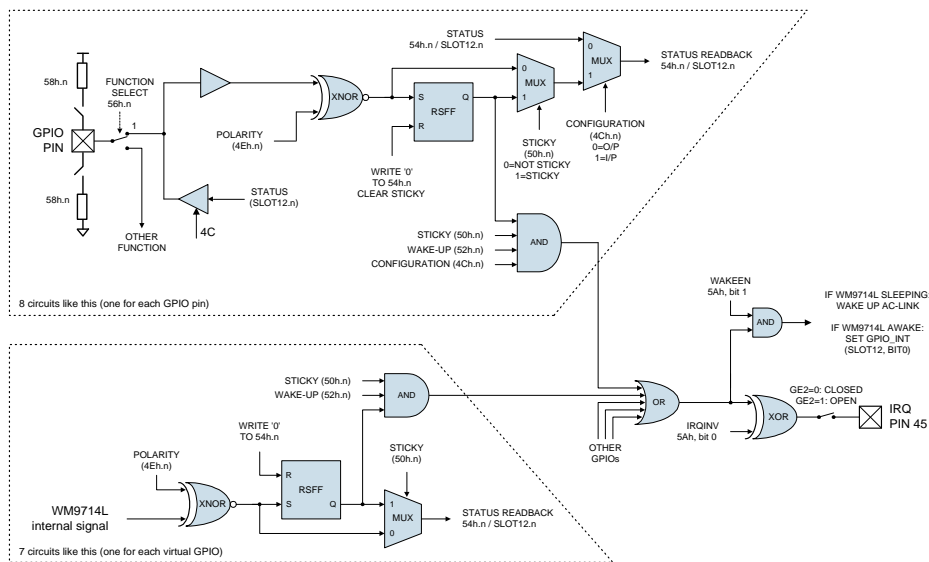 STATUS
54h.n / SLOT12.n
0
MUX
1
STATUS READBACK
54h.n / SLOT12.n
58h.n
FUNCTION
SELECT
56h.n
1
GPIO
PIN
58h.n
OTHER
FUNCTION
XNOR
POLARITY
(4Eh.n)
S
Q
RSFF
R
WRITE '0'
TO 54h.n
CLEAR STICKY
0
MUX
1
STICKY
(50h.n)
0=NOT STICKY
1=STICKY
CONFIGURATION
(4Ch.n)
0=O/P
1=I/P
STATUS
(SLOT12.n)
4C
STICKY (50h.n)
WAKE-UP (52h.n)
CONFIGURATION (4Ch.n)
AND
8 circuits like this (one for each GPIO pin)
WAKEEN
5Ah, bit 1
AND
IF WM9714L SLEEPING:
WAKE UP AC-LINK
IF WM9714L AWAKE:
SET GPIO_INT
(SLOT12, BIT0)
STICKY (50h.n)
WAKE-UP (52h.n)
AND
OR
OTHER
GPIOs
IRQINV
5Ah, bit 0
XOR
GE2=0: CLOSED
GE2=1: OPEN
IRQ
PIN 45
WRITE '0'
TO 54h.n
POLARITY
(4Eh.n)
XNOR
WM9714L
internal signal
R
RSFF
S
Q
STICKY
(50h.n)
1
MUX
0
STATUS READBACK
54h.n / SLOT12.n
7 circuits like this (one for each virtual GPIO)